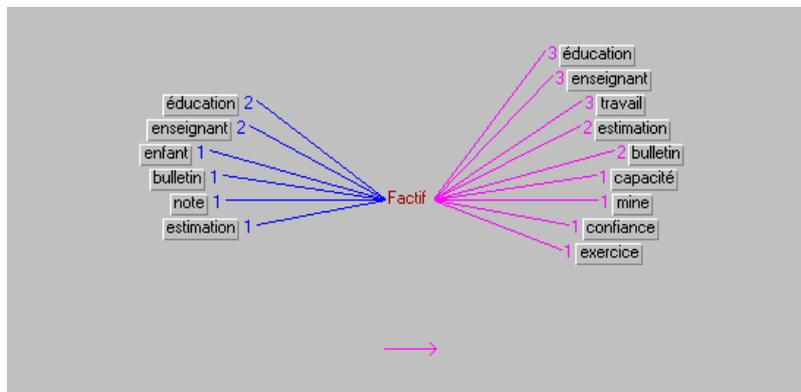 éducation 2
enseignant 2
enfant 1
bulletin 1
note 1
estimation 1
Factif
3 éducation
3 enseignant
3 travail
2 estimation
2 bulletin
1 capacité
1 mine
1 confiance
1 exercice